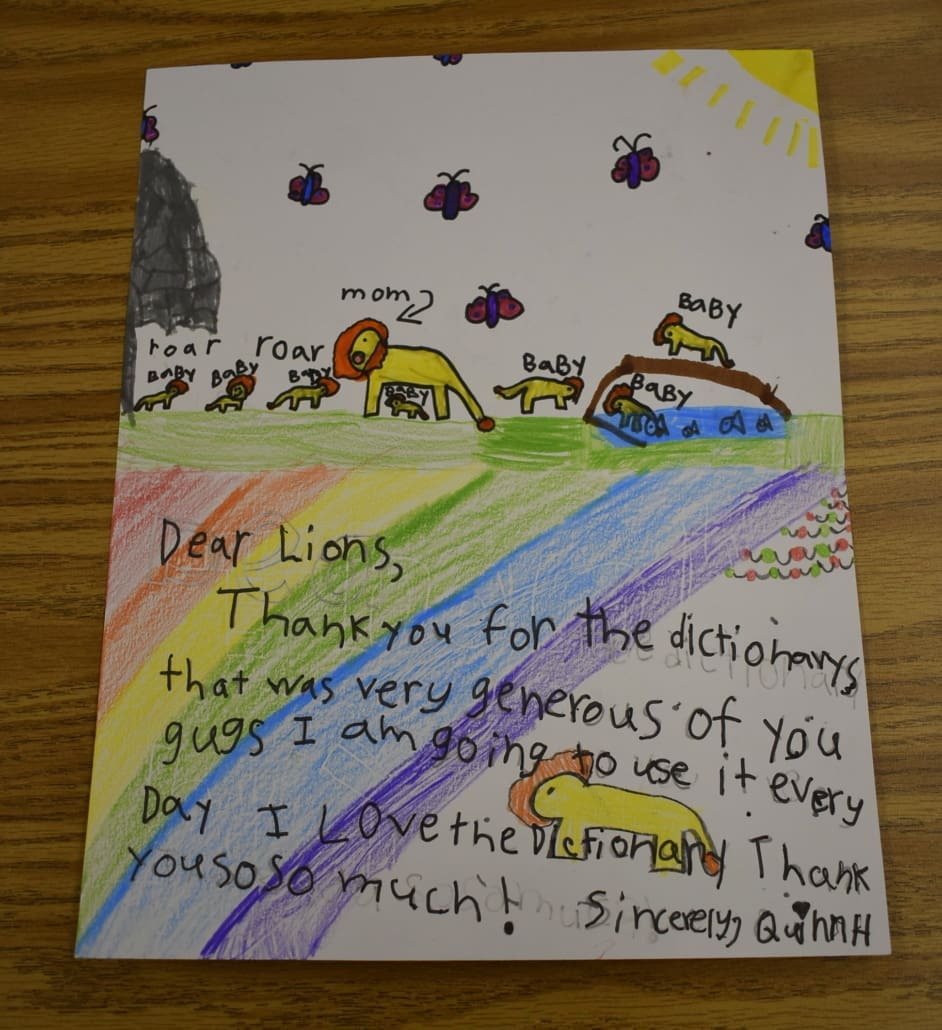 mom
BABY
roar roar
BABY BABY BABY BABY BABY BABY
Dear Lions,
Thank you for the dictionarys
that was very generous of you
gugs I am going to use it every
Day I Love the Dictionary Thank
You so so much! Sincerely, Quinn H